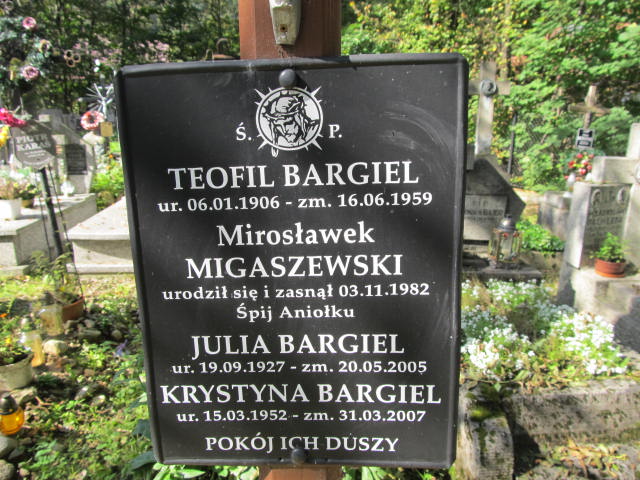 Ś. P.
TEOFIL BARGIEL
ur. 06.01.1906 - zm. 16.06.1959
Mirosławek
MIGASZEWSKI
urodził się i zasnął 03.11.1982
Śpij Aniołku
JULIA BARGIEL
ur. 19.09.1927 - zm. 20.05.2005
KRYSTYNA BARGIEL
ur. 15.03.1952 - zm. 31.03.2007
POKÓJ ICH DUSZY
PIOTR
KARAŚ